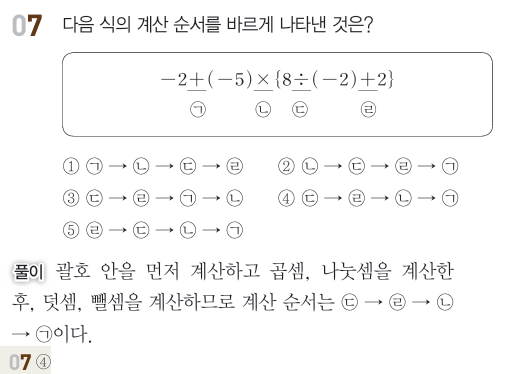 07 다음 식의 계산 순서를 바르게 나타낸 것은?
−2+(−5)×{8÷(−2)+2}
㉠ ㉡ ㉢ ㉣
① ㉠ → ㉡ → ㉢ → ㉣ ② ㉡ → ㉢ → ㉣ → ㉠
③ ㉢ → ㉣ → ㉠ → ㉡ ④ ㉢ → ㉣ → ㉡ → ㉠
⑤ ㉣ → ㉢ → ㉡ → ㉠
풀이 괄호 안을 먼저 계산하고 곱셈, 나눗셈을 계산한
후, 덧셈, 뺄셈을 계산하므로 계산 순서는 ㉢ → ㉣ → ㉡
→ ㉠이다.
07 ④